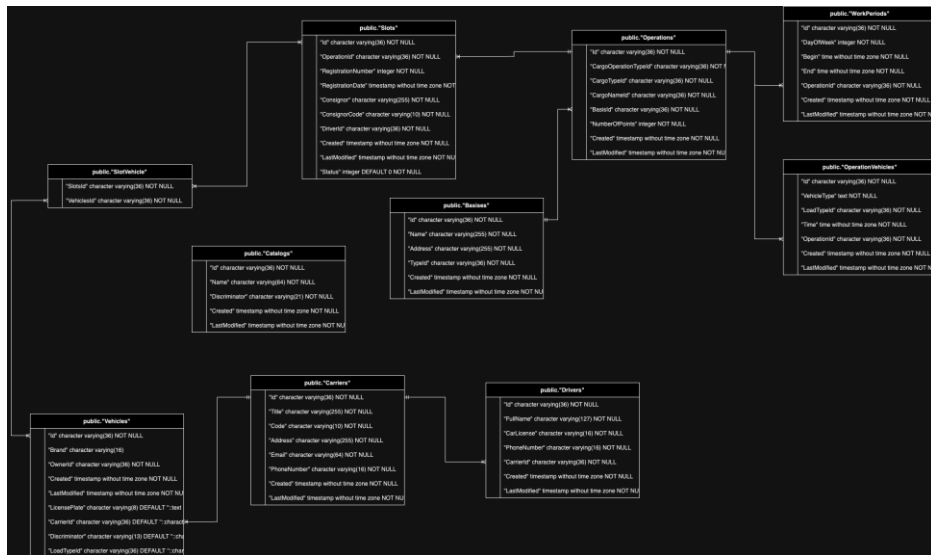 public."Slots"
"Id" character varying(36) NOT NULL
"OperationId" character varying(36) NOT NULL
"RegistrationNumber" integer NOT NULL
"RegistrationDate" timestamp without time zone NOT
"Consignor" character varying(255) NOT NULL
"ConsignorCode" character varying(10) NOT NULL
"DriverId" character varying(36) NOT NULL
"Created" timestamp without time zone NOT NULL
"LastModified" timestamp without time zone NOT NU
"Status" integer DEFAULT 0 NOT NULL
public."Operations"
"Id" character varying(36) NOT NULL
"CargoOperationTypeId" character varying(36) NOT N
"CargoTypeId" character varying(36) NOT NULL
"CargoNameId" character varying(36) NOT NULL
"BasisId" character varying(36) NOT NULL
"NumberOfPoints" integer NOT NULL
"Created" timestamp without time zone NOT NULL
"LastModified" timestamp without time zone NOT NU
public."WorkPeriods"
"Id" character varying(36) NOT NULL
"DayOfWeek" integer NOT NULL
"Begin" time without time zone NOT NULL
"End" time without time zone NOT NULL
"OperationId" character varying(36) NOT NULL
"Created" timestamp without time zone NOT NULL
"LastModified" timestamp without time zone NOT N
public."SlotVehicle"
"SlotsId" character varying(36) NOT NULL
"VehiclesId" character varying(36) NOT NULL
public."Basises"
"Id" character varying(36) NOT NULL
"Name" character varying(255) NOT NULL
"Address" character varying(255) NOT NULL
"TypeId" character varying(36) NOT NULL
"Created" timestamp without time zone NOT NULL
"LastModified" timestamp without time zone NOT NU
public."OperationVehicles"
"Id" character varying(36) NOT NULL
"VehicleType" text NOT NULL
"LoadTypeId" character varying(36) NOT NULL
"Time" time without time zone NOT NULL
"OperationId" character varying(36) NOT NULL
"Created" timestamp without time zone NOT NULL
"LastModified" timestamp without time zone NOT N
public."Catalogs"
"Id" character varying(36) NOT NULL
"Name" character varying(64) NOT NULL
"Discriminator" character varying(21) NOT NULL
"Created" timestamp without time zone NOT NULL
"LastModified" timestamp without time zone NOT NU
public."Carriers"
"Id" character varying(36) NOT NULL
"Title" character varying(255) NOT NULL
"Code" character varying(10) NOT NULL
"Address" character varying(255) NOT NULL
"Email" character varying(64) NOT NULL
"PhoneNumber" character varying(16) NOT NULL
"Created" timestamp without time zone NOT NULL
"LastModified" timestamp without time zone NOT NU
public."Drivers"
"Id" character varying(36) NOT NULL
"FullName" character varying(127) NOT NULL
"CarLicense" character varying(16) NOT NULL
"PhoneNumber" character varying(16) NOT NULL
"CarrierId" character varying(36) NOT NULL
"Created" timestamp without time zone NOT NULL
"LastModified" timestamp without time zone NOT NU
public."Vehicles"
"Id" character varying(36) NOT NULL
"Brand" character varying(16)
"OwnerId" character varying(36) NOT NULL
"Created" timestamp without time zone NOT NULL
"LastModified" timestamp without time zone NOT NU
"LicensePlate" character varying(8) DEFAULT ''::text
"CarrierId" character varying(36) DEFAULT ''::charact
"Discriminator" character varying(13) DEFAULT ''::cha
"LoadTypeId" character varying(36) DEFAULT ''::char